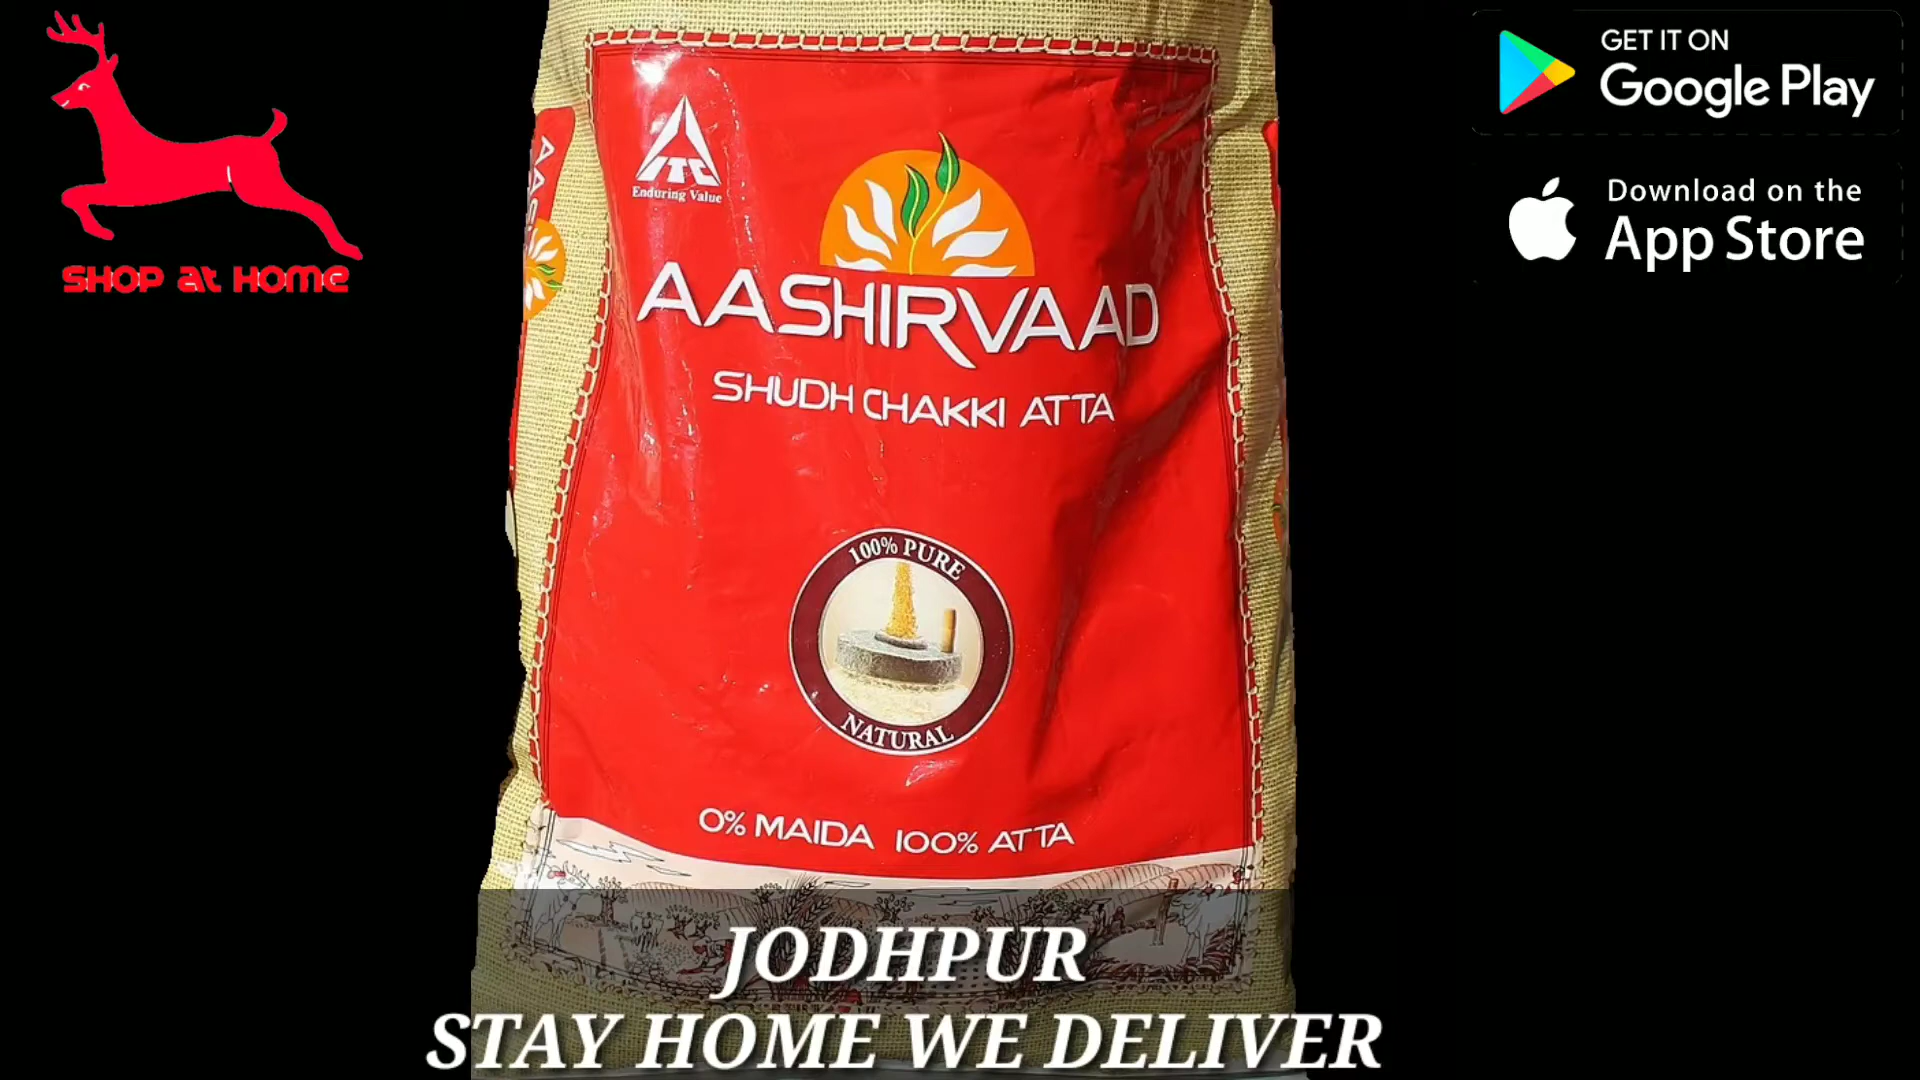 SHOP at HOME
GET IT ON
Google Play
Download on the
App Store
ITC
Enduring Value
AASHIRVAAD
SHUDH CHAKKI ATTA
100% PURE
NATURAL
0% MAIDA 100% ATTA
JODHPUR
STAY HOME WE DELIVER